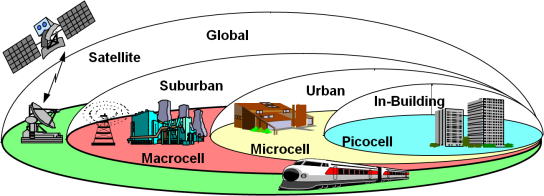 Global
Satellite
Suburban
Urban
In-Building
Macrocell
Microcell
Picocell